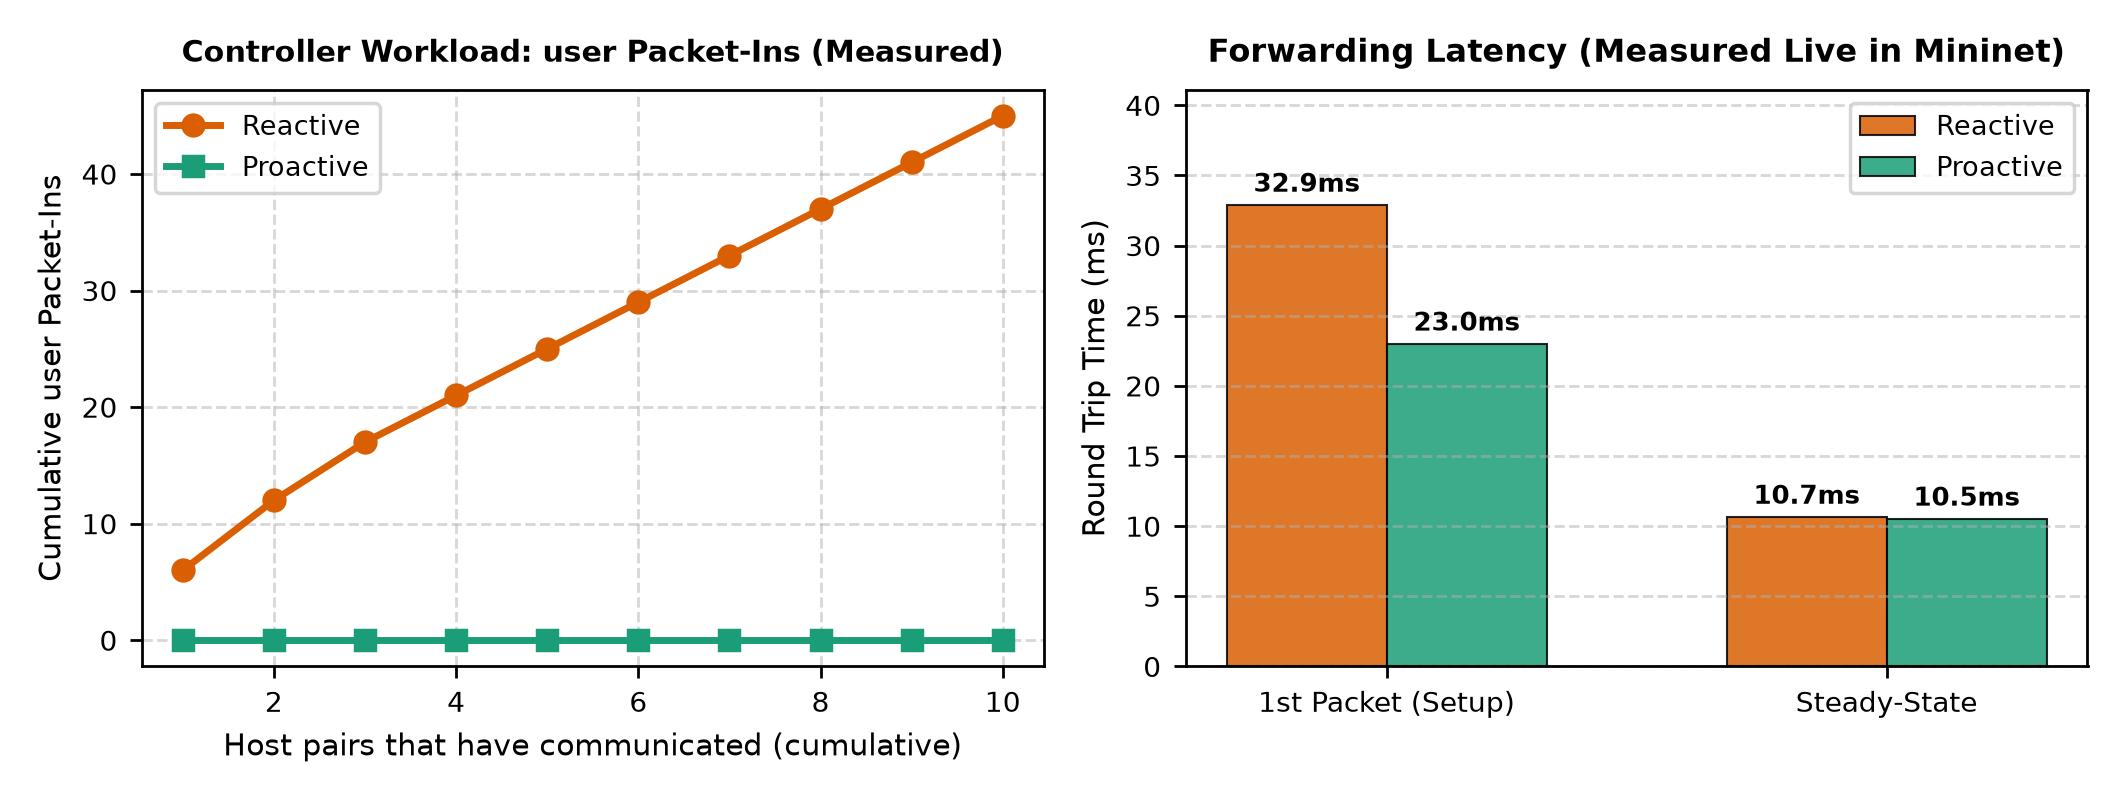 Controller Workload: user Packet-Ins (Measured)
Reactive
Proactive
Cumulative user Packet-Ins
40
30
20
10
0
2 4 6 8 10
Host pairs that have communicated (cumulative)
Forwarding Latency (Measured Live in Mininet)
Reactive
Proactive
Round Trip Time (ms)
40
35
30
25
20
15
10
5
0
32.9ms
23.0ms
10.7ms
10.5ms
1st Packet (Setup)
Steady-State